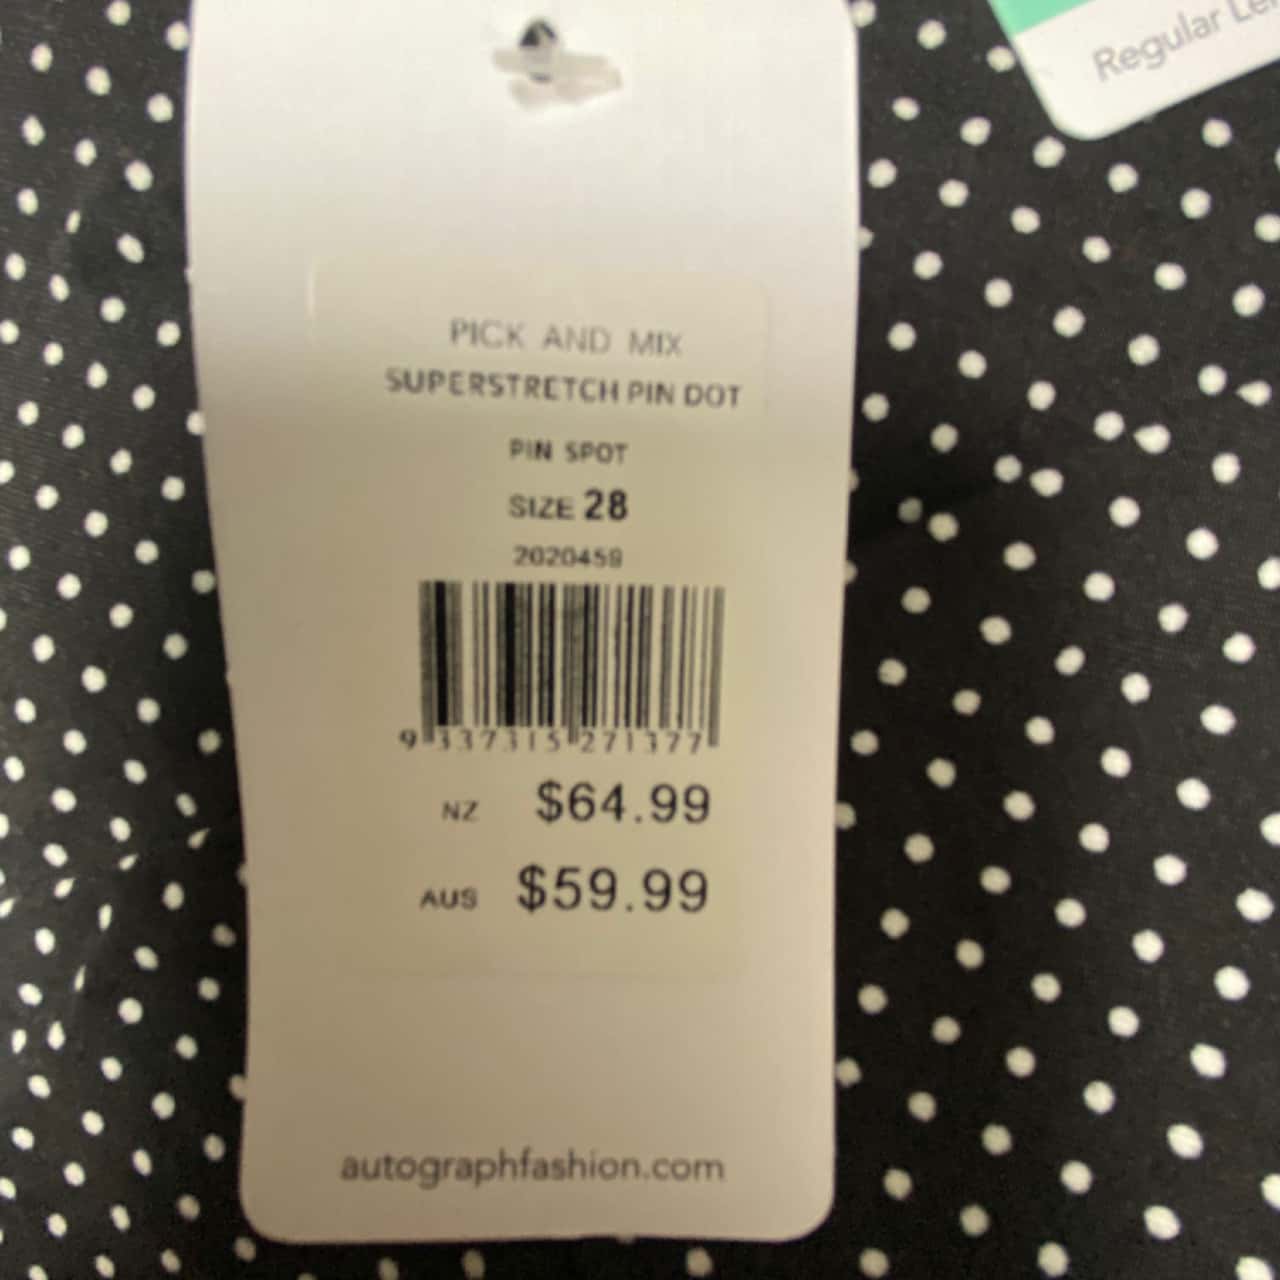 Regular
PICK AND MIX
SUPERSTRETCH PIN DOT
PIN SPOT
SIZE 28
2020459
9 337315 271377
NZ $64.99
AUS $59.99
autographfashion.com